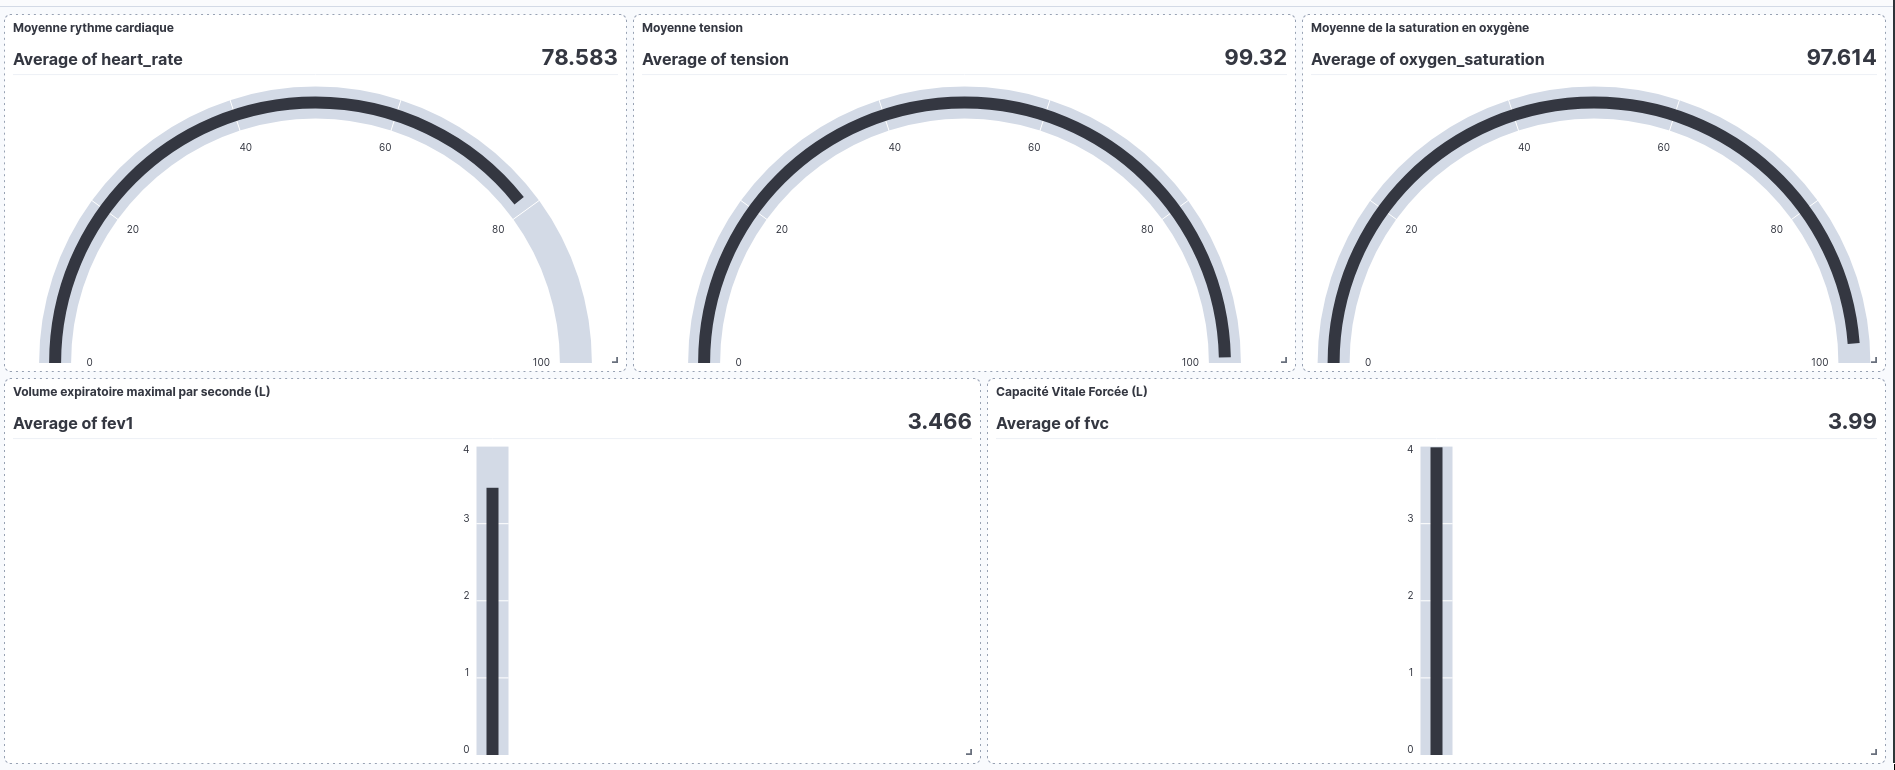 Moyenne rythme cardiaque
Average of heart_rate 78.583
40 60
20 80
0 100
Moyenne tension
Average of tension 99.32
40 60
20 80
0 100
Moyenne de la saturation en oxygène
Average of oxygen_saturation 97.614
40 60
20 80
0 100
Volume expiratoire maximal par seconde (L)
Average of fev1 3.466
4
3
2
1
0
Capacité Vitale Forcée (L)
Average of fvc 3.99
4
3
2
1
0